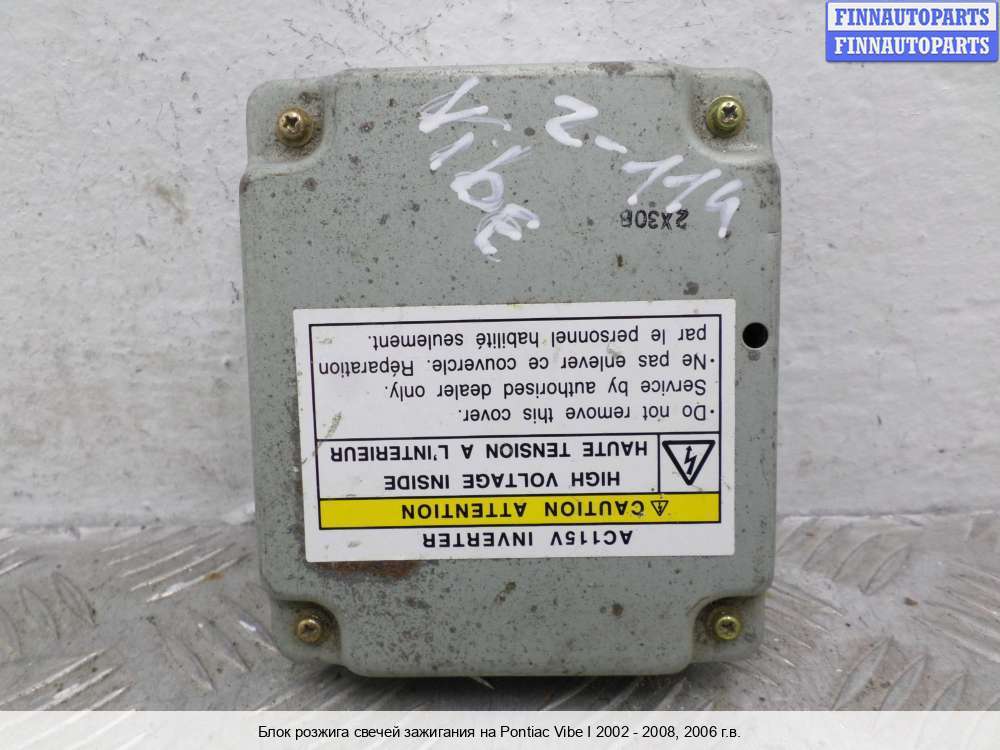 FINNAUTOPARTS
FINNAUTOPARTS
Vibe
2-114
2X30B
AC115V INVERTER
CAUTION ATTENTION
HIGH VOLTAGE INSIDE
HAUTE TENSION A L'INTERIEUR
·Do not remove this cover.
Service by authorised dealer only.
·Ne pas enlever ce couvercle. Réparation
par le personnel habilité seulement.
Блок розжига свечей зажигания на Pontiac Vibe I 2002 - 2008, 2006 г.в.